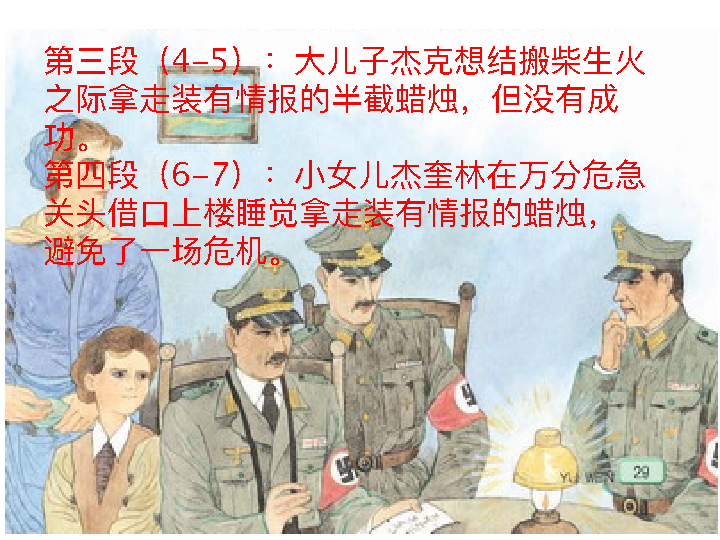 第三段（4-5）：大儿子杰克想结搬柴生火
之际拿走装有情报的半截蜡烛，但没有成
功。
第四段（6-7）：小女儿杰奎林在万分危急
关头借口上楼睡觉拿走装有情报的蜡烛，
避免了一场危机。
29